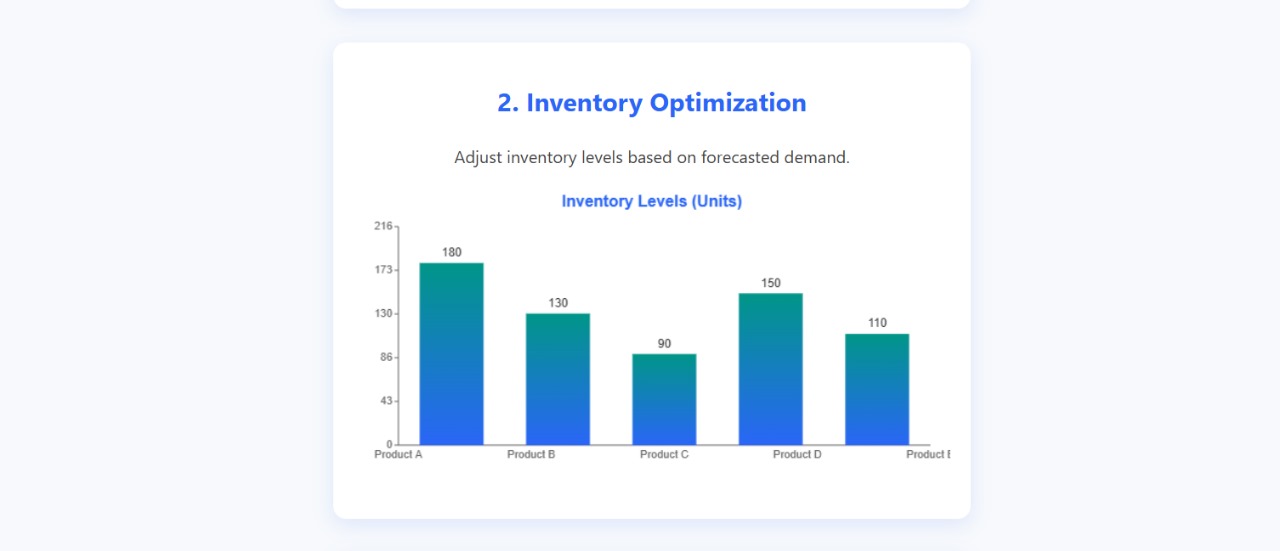 2. Inventory Optimization
Adjust inventory levels based on forecasted demand.
Inventory Levels (Units)
216
180
173
150
130
130
110
90
86
43
0
Product A Product B Product C Product D Product